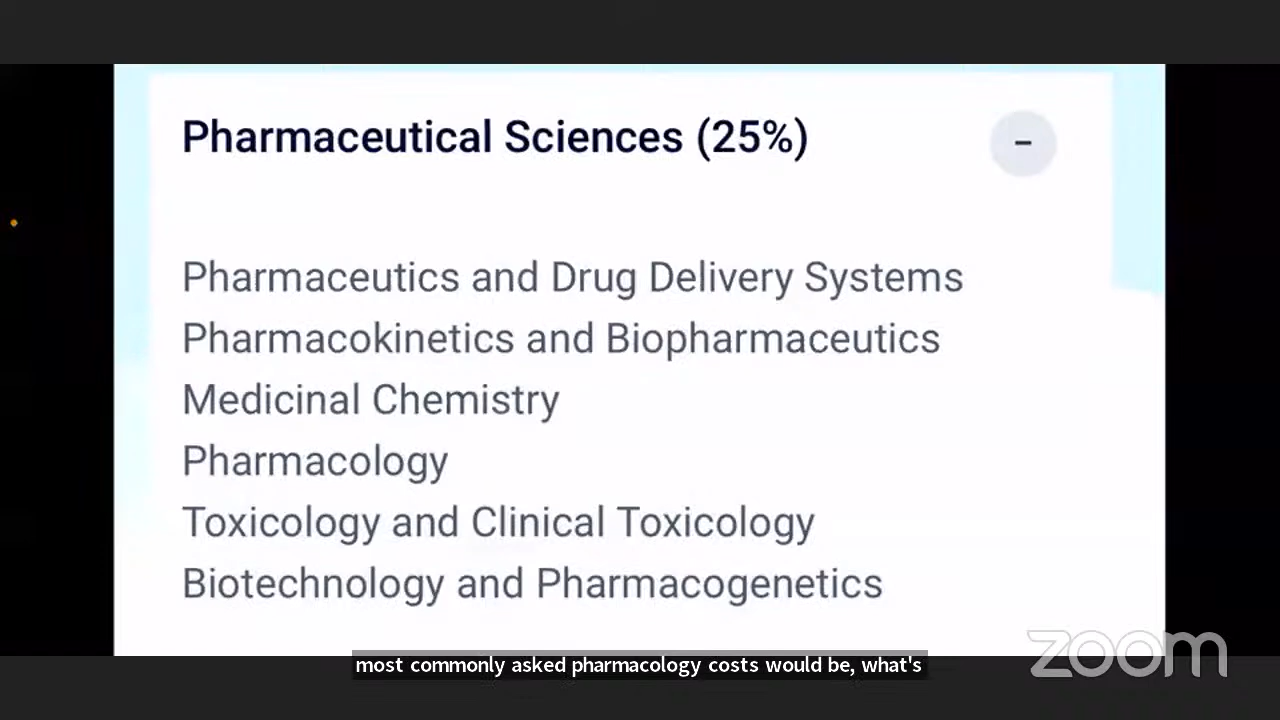 Pharmaceutical Sciences (25%)
-
Pharmaceutics and Drug Delivery Systems
Pharmacokinetics and Biopharmaceutics
Medicinal Chemistry
Pharmacology
Toxicology and Clinical Toxicology
Biotechnology and Pharmacogenetics
most commonly asked pharmacology costs would be, what's
zoom